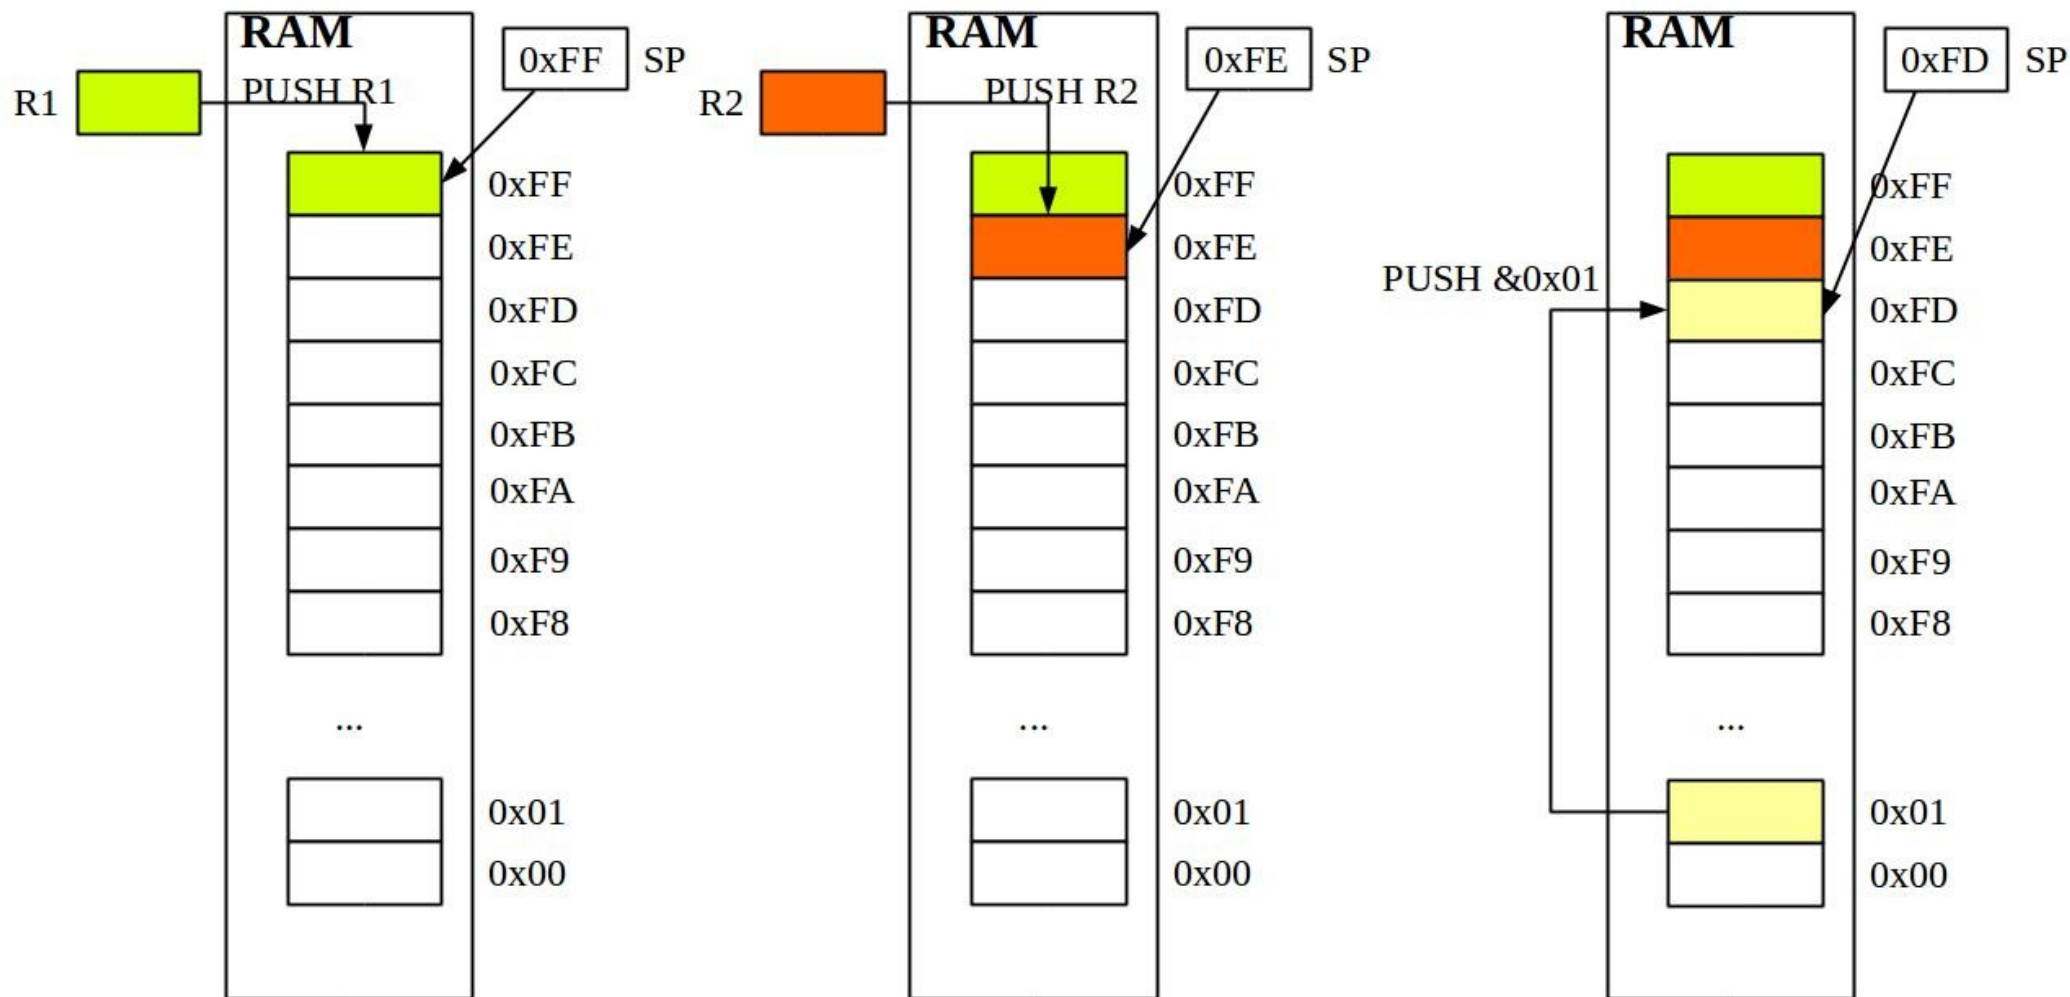 RAM
0xFF SP
R1
PUSH R1
0xFF
0xFE
0xFD
0xFC
0xFB
0xFA
0xF9
0xF8
...
0x01
0x00
RAM
0xFE SP
R2
PUSH R2
0xFF
0xFE
0xFD
0xFC
0xFB
0xFA
0xF9
0xF8
...
0x01
0x00
RAM
0xFD SP
0xFF
0xFE
PUSH &0x01
0xFD
0xFC
0xFB
0xFA
0xF9
0xF8
...
0x01
0x00